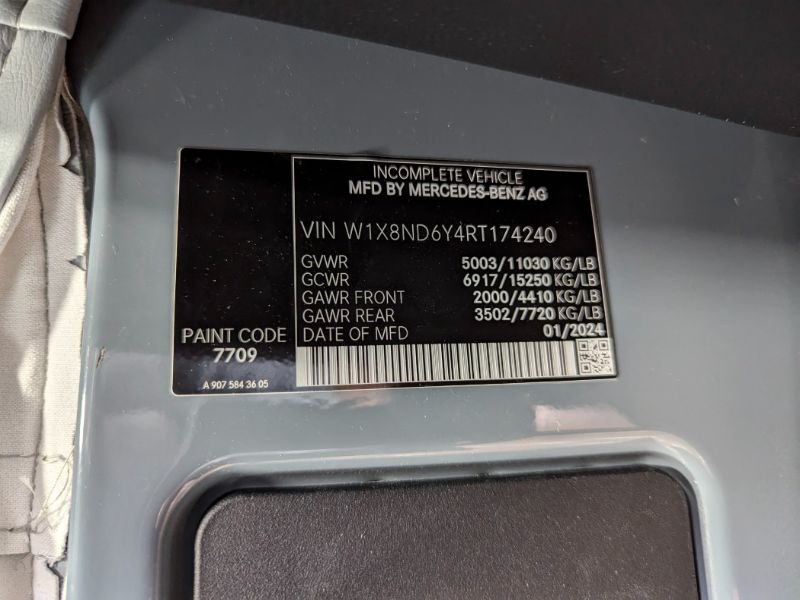 INCOMPLETE VEHICLE
MFD BY MERCEDES-BENZ AG
VIN W1X8ND6Y4RT174240
GVWR 5003/11030 KG/LB
GCWR 6917/15250 KG/LB
GAWR FRONT 2000/4410 KG/LB
GAWR REAR 3502/7720 KG/LB
DATE OF MFD 01/2024
PAINT CODE
7709
A 907 584 36 05